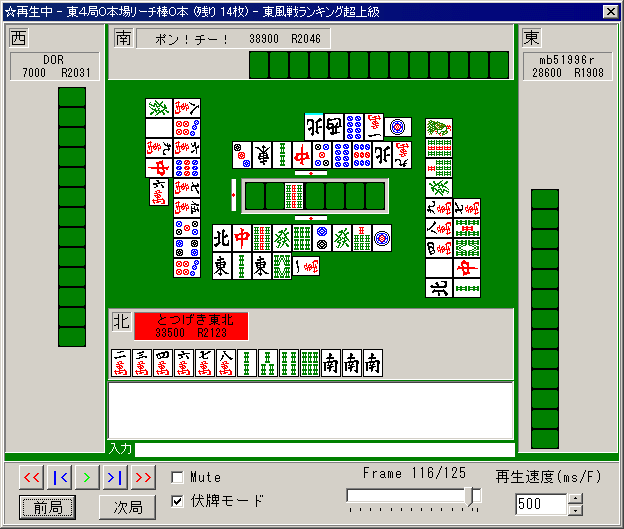 ☆再生中 - 東4局0本場リーチ棒0本 (残り 14枚) - 東風戦ランキング超上級
西
DOR
7000 R2031
南
ポン!チー! 38900 R2046
東
mb51996r
28600 R1908
北
とつげき東北
33500 R2123
入力
<< |< > >| >>
Mute
Frame 116/125
再生速度(ms/F)
前局
次局
伏牌モード
500